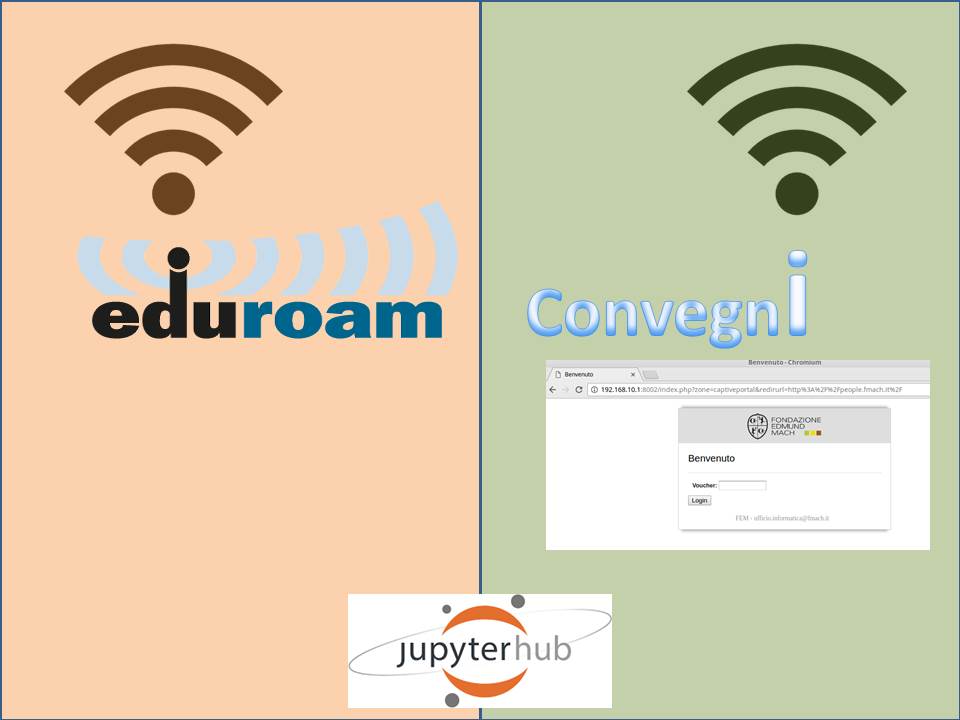 eduroam
Convegni
Benvenuto - Chromium
Benvenuto
192.168.10.1:8002/index.php?zone=captiveportal&redirurl=http%3A%2F%2Fpeople.fmach.it%2F
FONDAZIONE
EDMUND
MACH
Benvenuto
Voucher:
Login
FEM - ufficio.informatica@fmach.it
jupyterhub